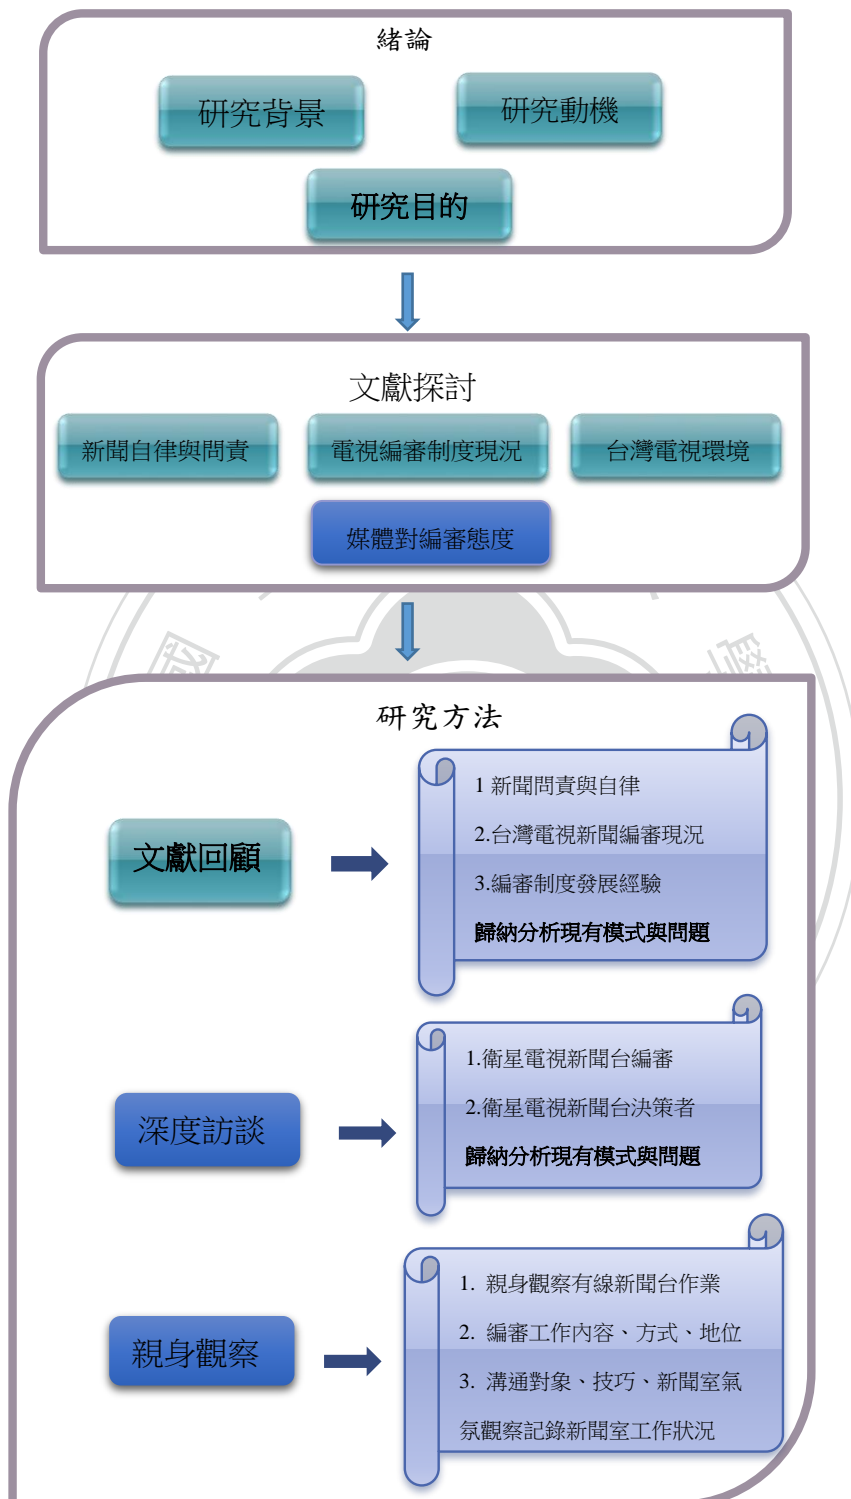 緒論
研究背景
研究動機
研究目的
文獻探討
新聞自律與問責
電視編審制度現況
台灣電視環境
媒體對編審態度
國
學
研究方法
文獻回顧
1 新聞問責與自律
2.台灣電視新聞編審現況
3.編審制度發展經驗
歸納分析現有模式與問題
深度訪談
1.衛星電視新聞台編審
2.衛星電視新聞台決策者
歸納分析現有模式與問題
親身觀察
1. 親身觀察有線新聞台作業
2. 編審工作內容、方式、地位
3. 溝通對象、技巧、新聞室氣
氛觀察記錄新聞室工作狀況